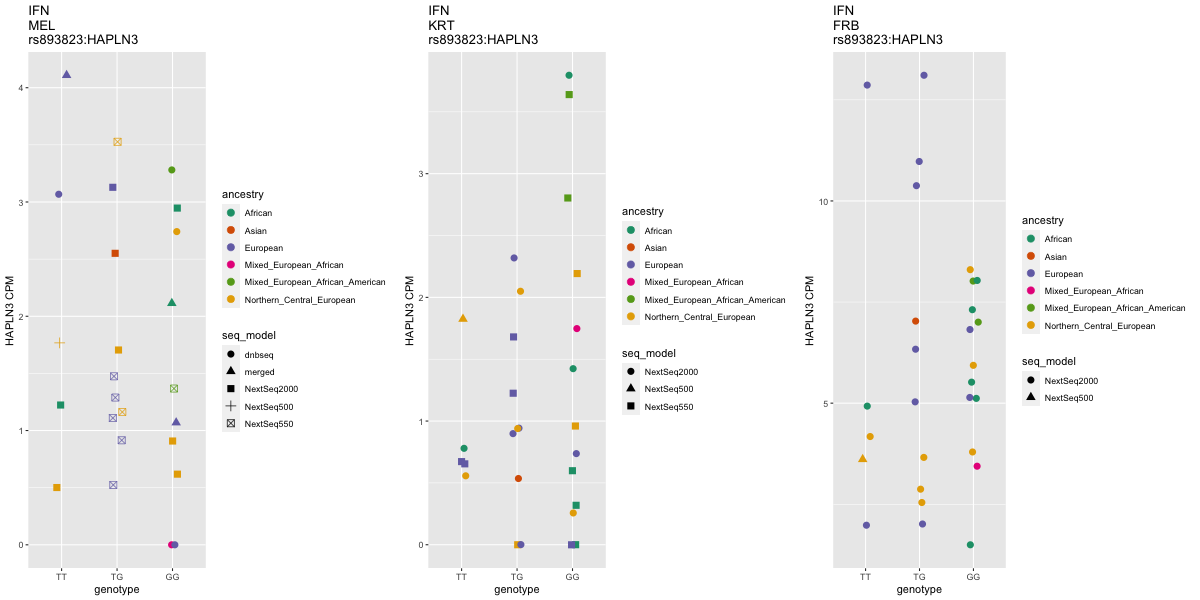 IFN
MEL
rs893823:HAPLN3
4
3
2
1
0
HAPLN3 CPM
TT
TG
GG
genotype
ancestry
African
Asian
European
Mixed_European_African
Mixed_European_African_American
Northern_Central_European
seq_model
dnbseq
merged
NextSeq2000
NextSeq500
NextSeq550
IFN
KRT
rs893823:HAPLN3
3
2
1
0
HAPLN3 CPM
TT
TG
GG
genotype
ancestry
African
Asian
European
Mixed_European_African
Mixed_European_African_American
Northern_Central_European
seq_model
NextSeq2000
NextSeq500
NextSeq550
IFN
FRB
rs893823:HAPLN3
10
5
HAPLN3 CPM
TT
TG
GG
genotype
ancestry
African
Asian
European
Mixed_European_African
Mixed_European_African_American
Northern_Central_European
seq_model
NextSeq2000
NextSeq500